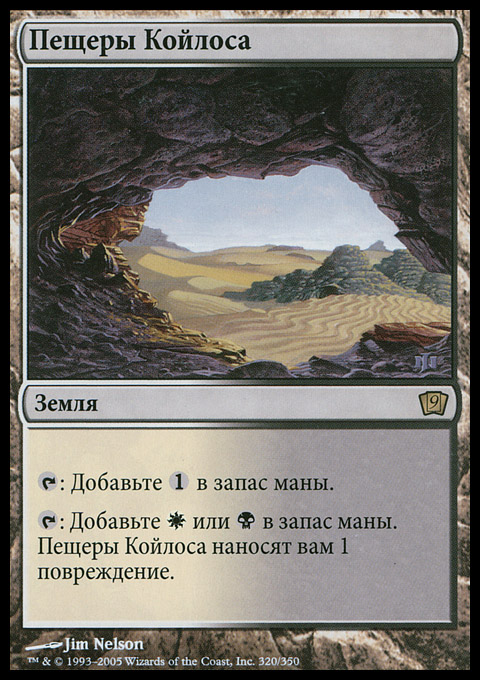 Пещеры Койлоса
Земля
9
: Добавьте 1 в запас маны.
: Добавьте или в запас маны.
Пещеры Койлоса наносят вам 1
повреждение.
Jim Nelson
™ & © 1993–2005 Wizards of the Coast, Inc. 320/350